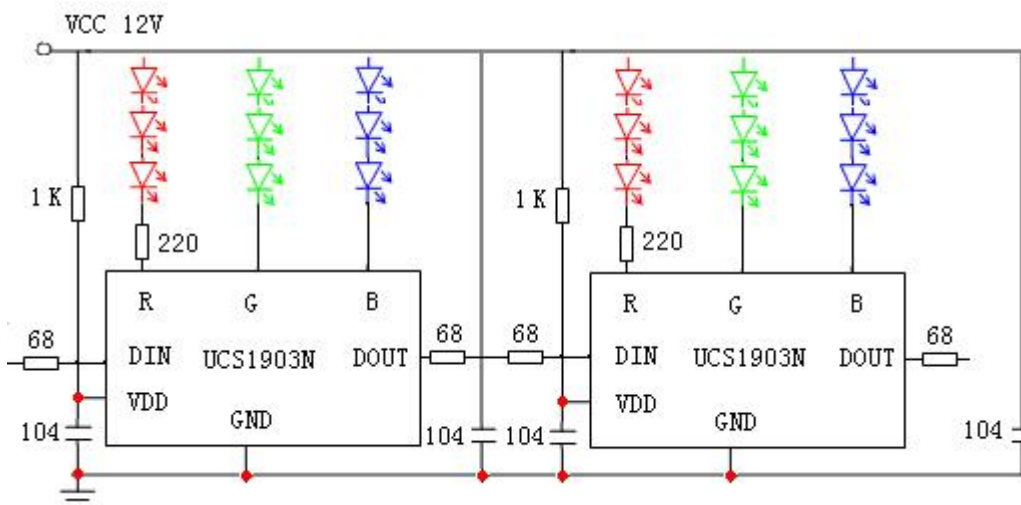 VCC 12V
1K
220
1K
220
R G B
R G B
68
DIN UCS1903N DOUT
68
68
DIN UCS1903N DOUT
68
VDD
VDD
GND
GND
104
104
104
104